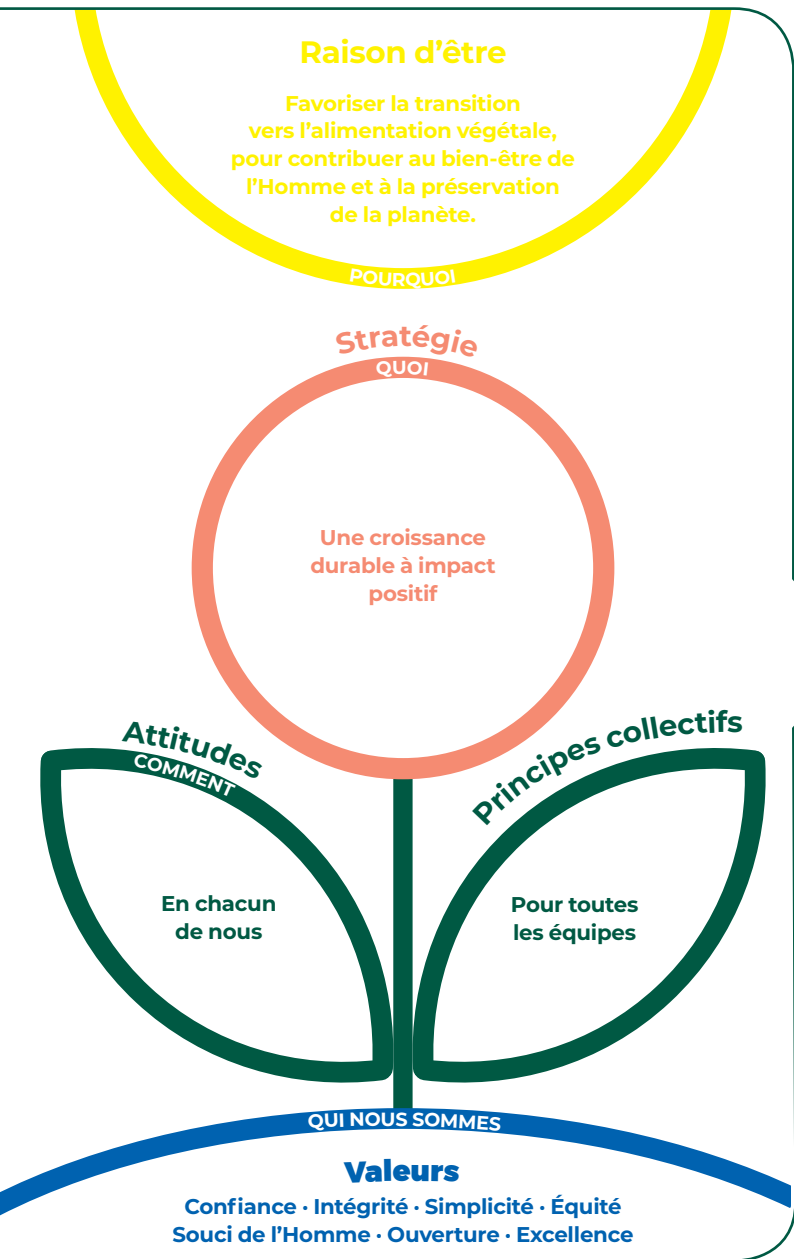 Raison d’être
Favoriser la transition
vers l’alimentation végétale,
pour contribuer au bien-être de
l’Homme et à la préservation
de la planète.
POURQUOI
Stratégie
QUOI
Une croissance
durable à impact
positif
Attitudes
COMMENT
En chacun
de nous
Principes collectifs
Pour toutes
les équipes
QUI NOUS SOMMES
Valeurs
Confiance · Intégrité · Simplicité · Équité
Souci de l’Homme · Ouverture · Excellence